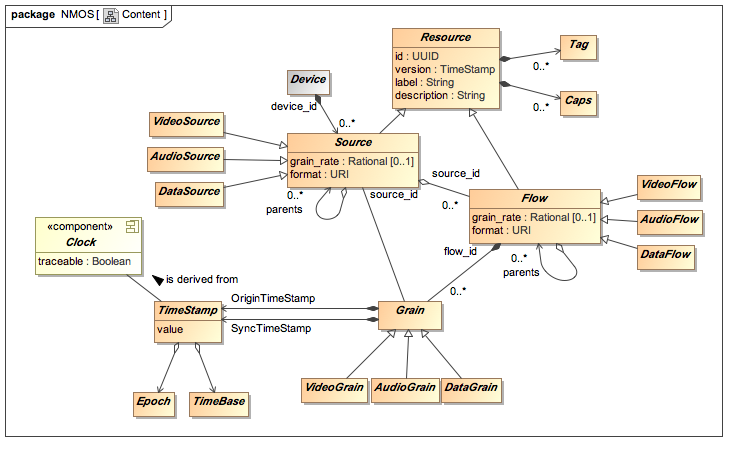 package NMOS [ Content ]
Resource
id : UUID
version : TimeStamp
label : String
description : String
Tag
0..*
Caps
0..*
Device
device_id
0..*
VideoSource
AudioSource
DataSource
Source
grain_rate : Rational [0..1]
format : URI
0..*
parents
source_id
source_id
0..*
Flow
grain_rate : Rational [0..1]
format : URI
VideoFlow
AudioFlow
DataFlow
flow_id
0..*
parents
0..*
«component»
Clock
traceable : Boolean
is derived from
TimeStamp
value
OriginTimeStamp
SyncTimeStamp
Grain
Epoch
TimeBase
VideoGrain
AudioGrain
DataGrain